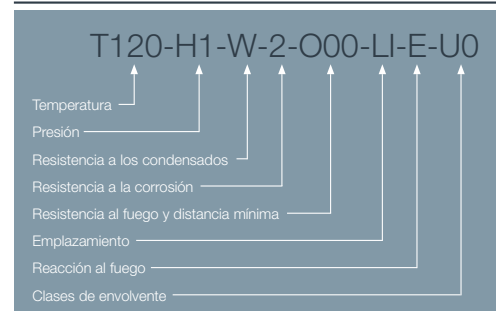 T120-H1-W-2-O00-LI-E-U0
Temperatura
Presión
Resistencia a los condensados
Resistencia a la corrosión
Resistencia al fuego y distancia mínima
Emplazamiento
Reacción al fuego
Clases de envolvente